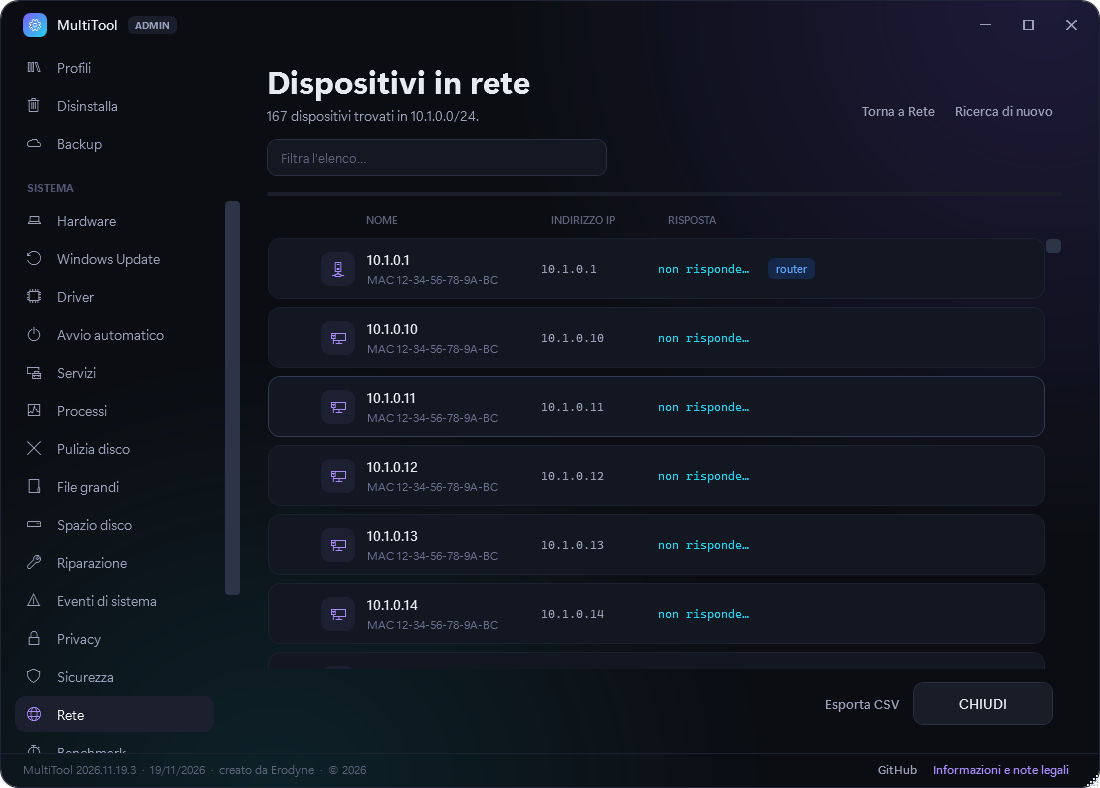 MultiTool ADMIN
Profili
Disinstalla
Backup
SISTEMA
Hardware
Windows Update
Driver
Avvio automatico
Servizi
Processi
Pulizia disco
File grandi
Spazio disco
Riparazione
Eventi di sistema
Privacy
Sicurezza
Rete
Benchmark
Dispositivi in rete
167 dispositivi trovati in 10.1.0.0/24.
Torna a Rete Ricerca di nuovo
Filtra l'elenco...
NOME INDIRIZZO IP RISPOSTA
10.1.0.1
MAC 12-34-56-78-9A-BC
10.1.0.1 non risponde… router
10.1.0.10
MAC 12-34-56-78-9A-BC
10.1.0.10 non risponde…
10.1.0.11
MAC 12-34-56-78-9A-BC
10.1.0.11 non risponde…
10.1.0.12
MAC 12-34-56-78-9A-BC
10.1.0.12 non risponde…
10.1.0.13
MAC 12-34-56-78-9A-BC
10.1.0.13 non risponde…
10.1.0.14
MAC 12-34-56-78-9A-BC
10.1.0.14 non risponde…
Esporta CSV CHIUDI
MultiTool 2026.11.19.3 · 19/11/2026 · creato da Erodyne · © 2026
GitHub Informazioni e note legali